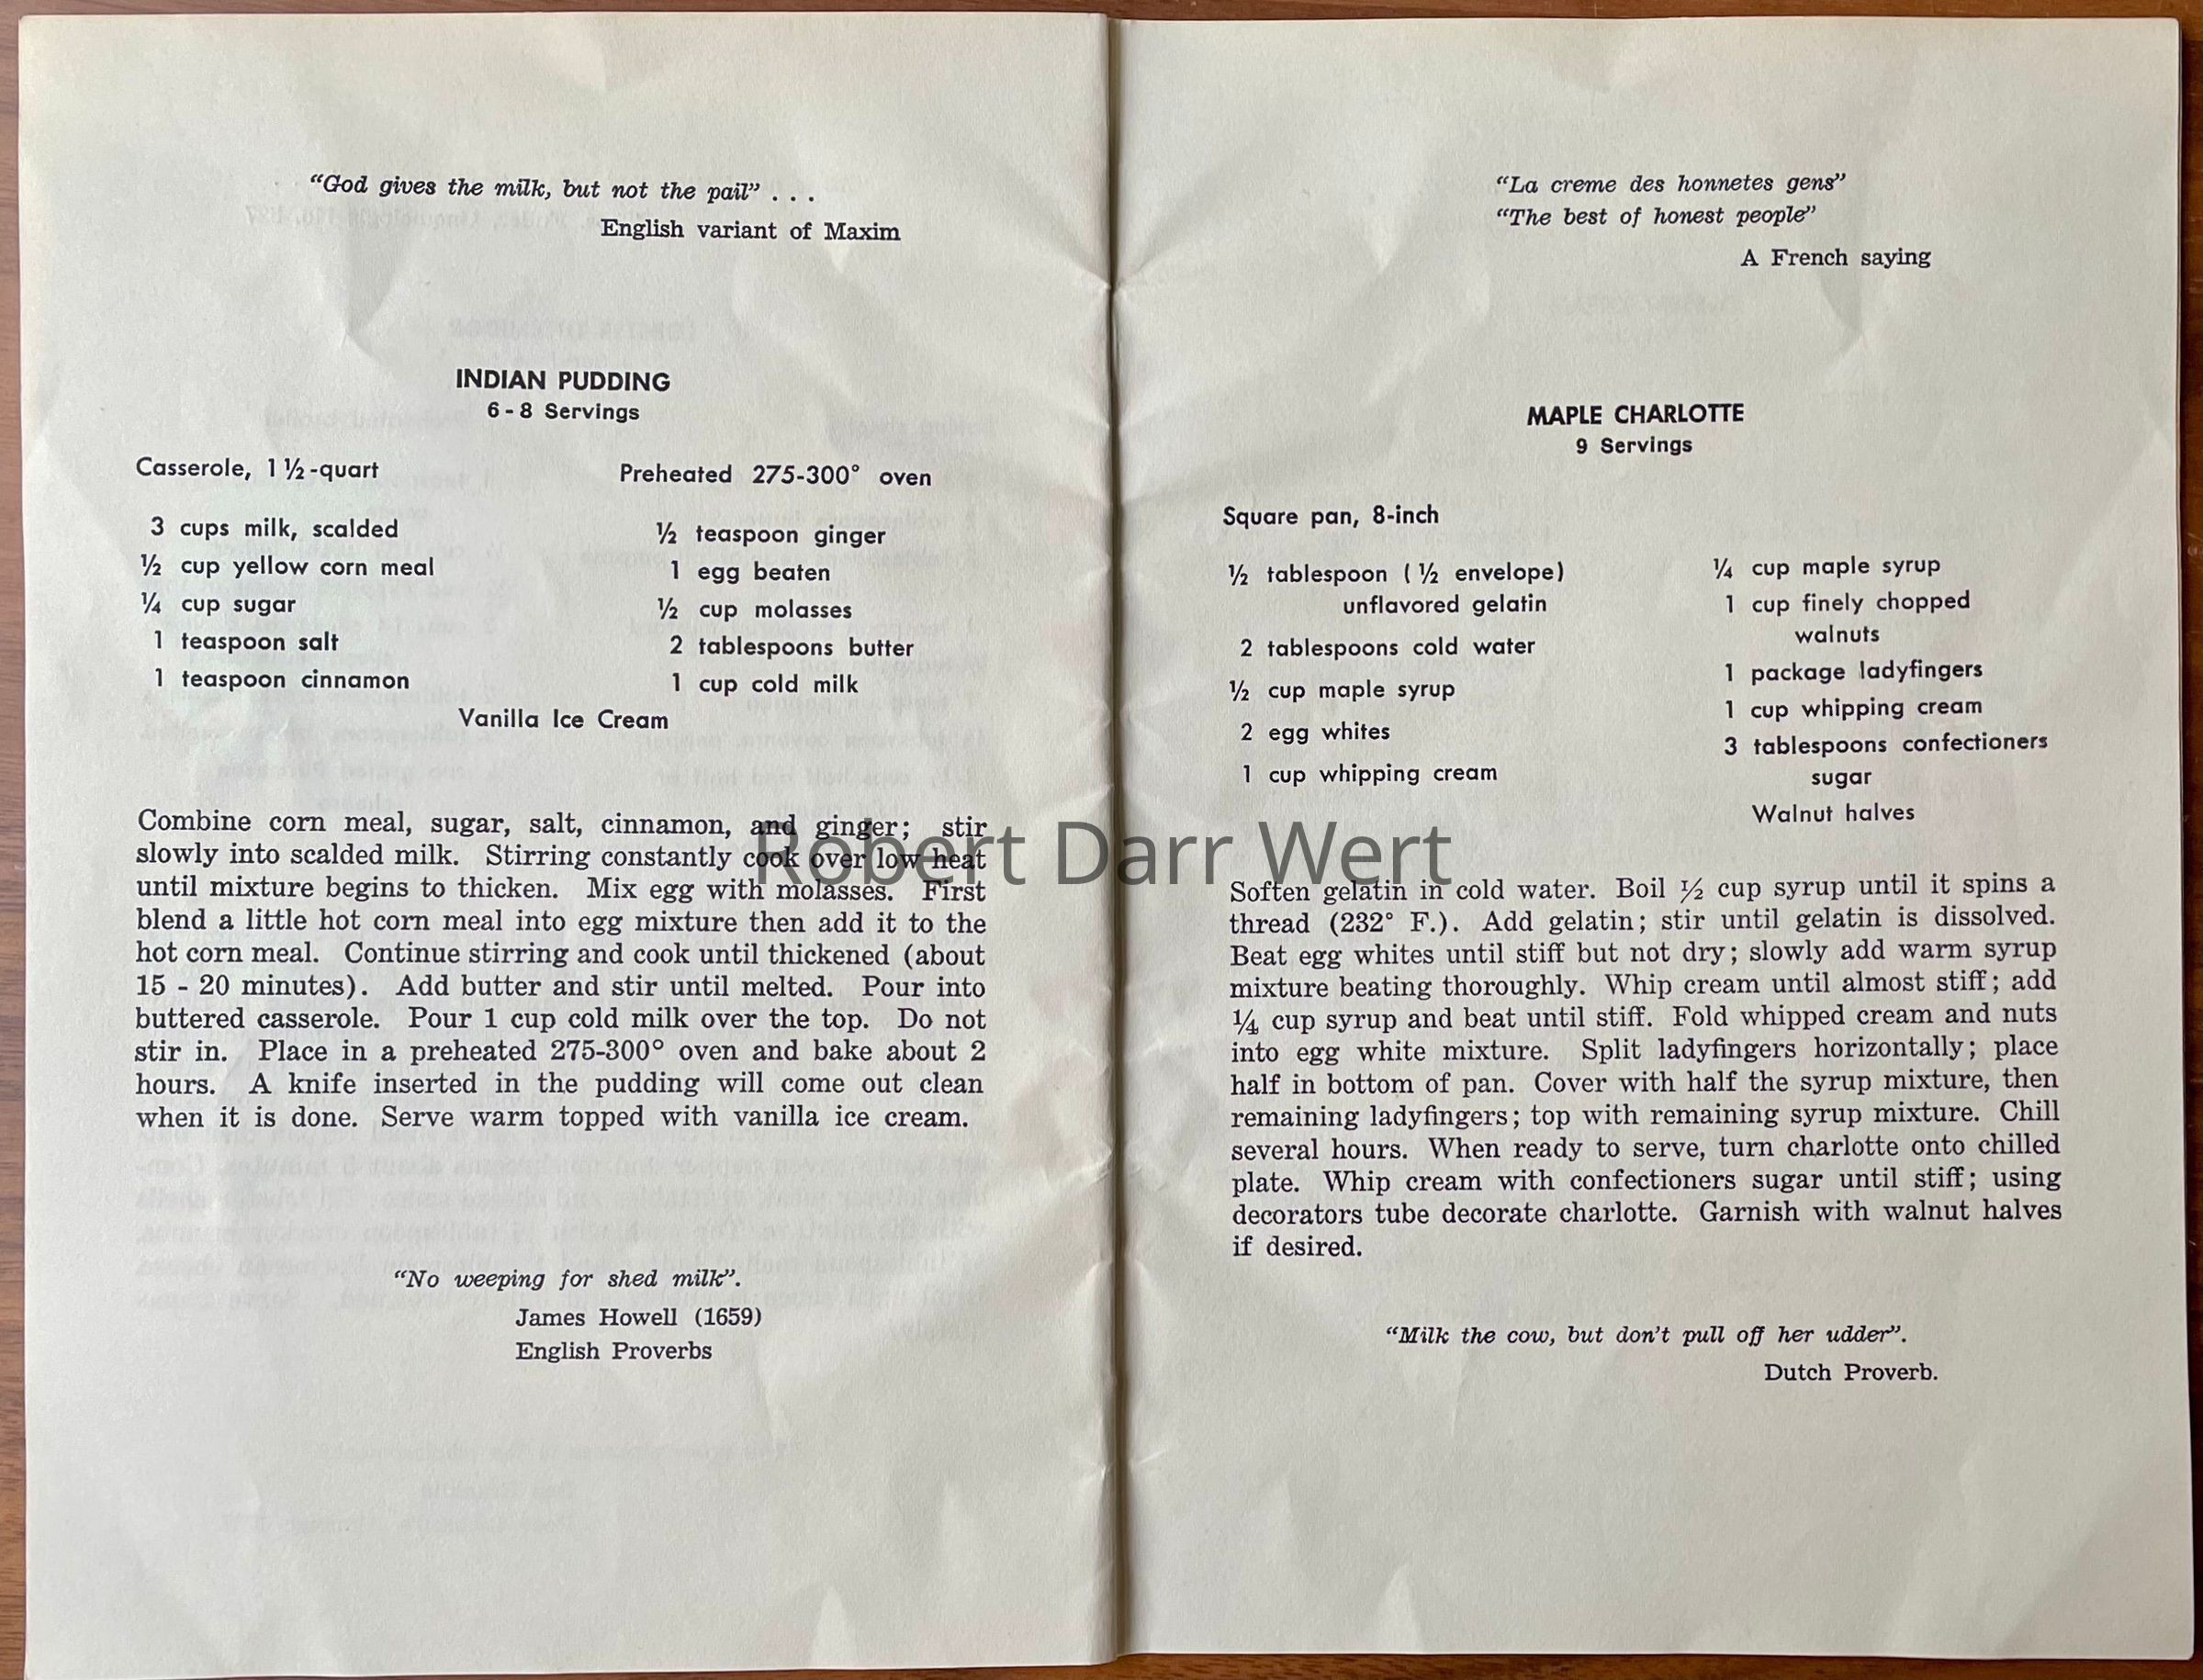 “God gives the milk, but not the pail” . . .
English variant of Maxim
INDIAN PUDDING
6 - 8 Servings
Casserole, 1 ½-quart
Preheated 275-300° oven
3 cups milk, scalded
½ cup yellow corn meal
¼ cup sugar
1 teaspoon salt
1 teaspoon cinnamon
½ teaspoon ginger
1 egg beaten
½ cup molasses
2 tablespoons butter
1 cup cold milk
Vanilla Ice Cream
Combine corn meal, sugar, salt, cinnamon, and ginger; stir
slowly into scalded milk. Stirring constantly cook over low heat
until mixture begins to thicken. Mix egg with molasses. First
blend a little hot corn meal into egg mixture then add it to the
hot corn meal. Continue stirring and cook until thickened (about
15 - 20 minutes). Add butter and stir until melted. Pour into
buttered casserole. Pour 1 cup cold milk over the top. Do not
stir in. Place in a preheated 275-300° oven and bake about 2
hours. A knife inserted in the pudding will come out clean
when it is done. Serve warm topped with vanilla ice cream.
“No weeping for shed milk”.
James Howell (1659)
English Proverbs
“La creme des honnetes gens”
“The best of honest people”
A French saying
MAPLE CHARLOTTE
9 Servings
Square pan, 8-inch
½ tablespoon ( ½ envelope)
unflavored gelatin
2 tablespoons cold water
½ cup maple syrup
2 egg whites
1 cup whipping cream
¼ cup maple syrup
1 cup finely chopped
walnuts
1 package ladyfingers
1 cup whipping cream
3 tablespoons confectioners
sugar
Walnut halves
Soften gelatin in cold water. Boil ½ cup syrup until it spins a
thread (232° F.). Add gelatin; stir until gelatin is dissolved.
Beat egg whites until stiff but not dry; slowly add warm syrup
mixture beating thoroughly. Whip cream until almost stiff; add
¼ cup syrup and beat until stiff. Fold whipped cream and nuts
into egg white mixture. Split ladyfingers horizontally; place
half in bottom of pan. Cover with half the syrup mixture, then
remaining ladyfingers; top with remaining syrup mixture. Chill
several hours. When ready to serve, turn charlotte onto chilled
plate. Whip cream with confectioners sugar until stiff; using
decorators tube decorate charlotte. Garnish with walnut halves
if desired.
“Milk the cow, but don’t pull off her udder”.
Dutch Proverb.
Robert Darr Wert